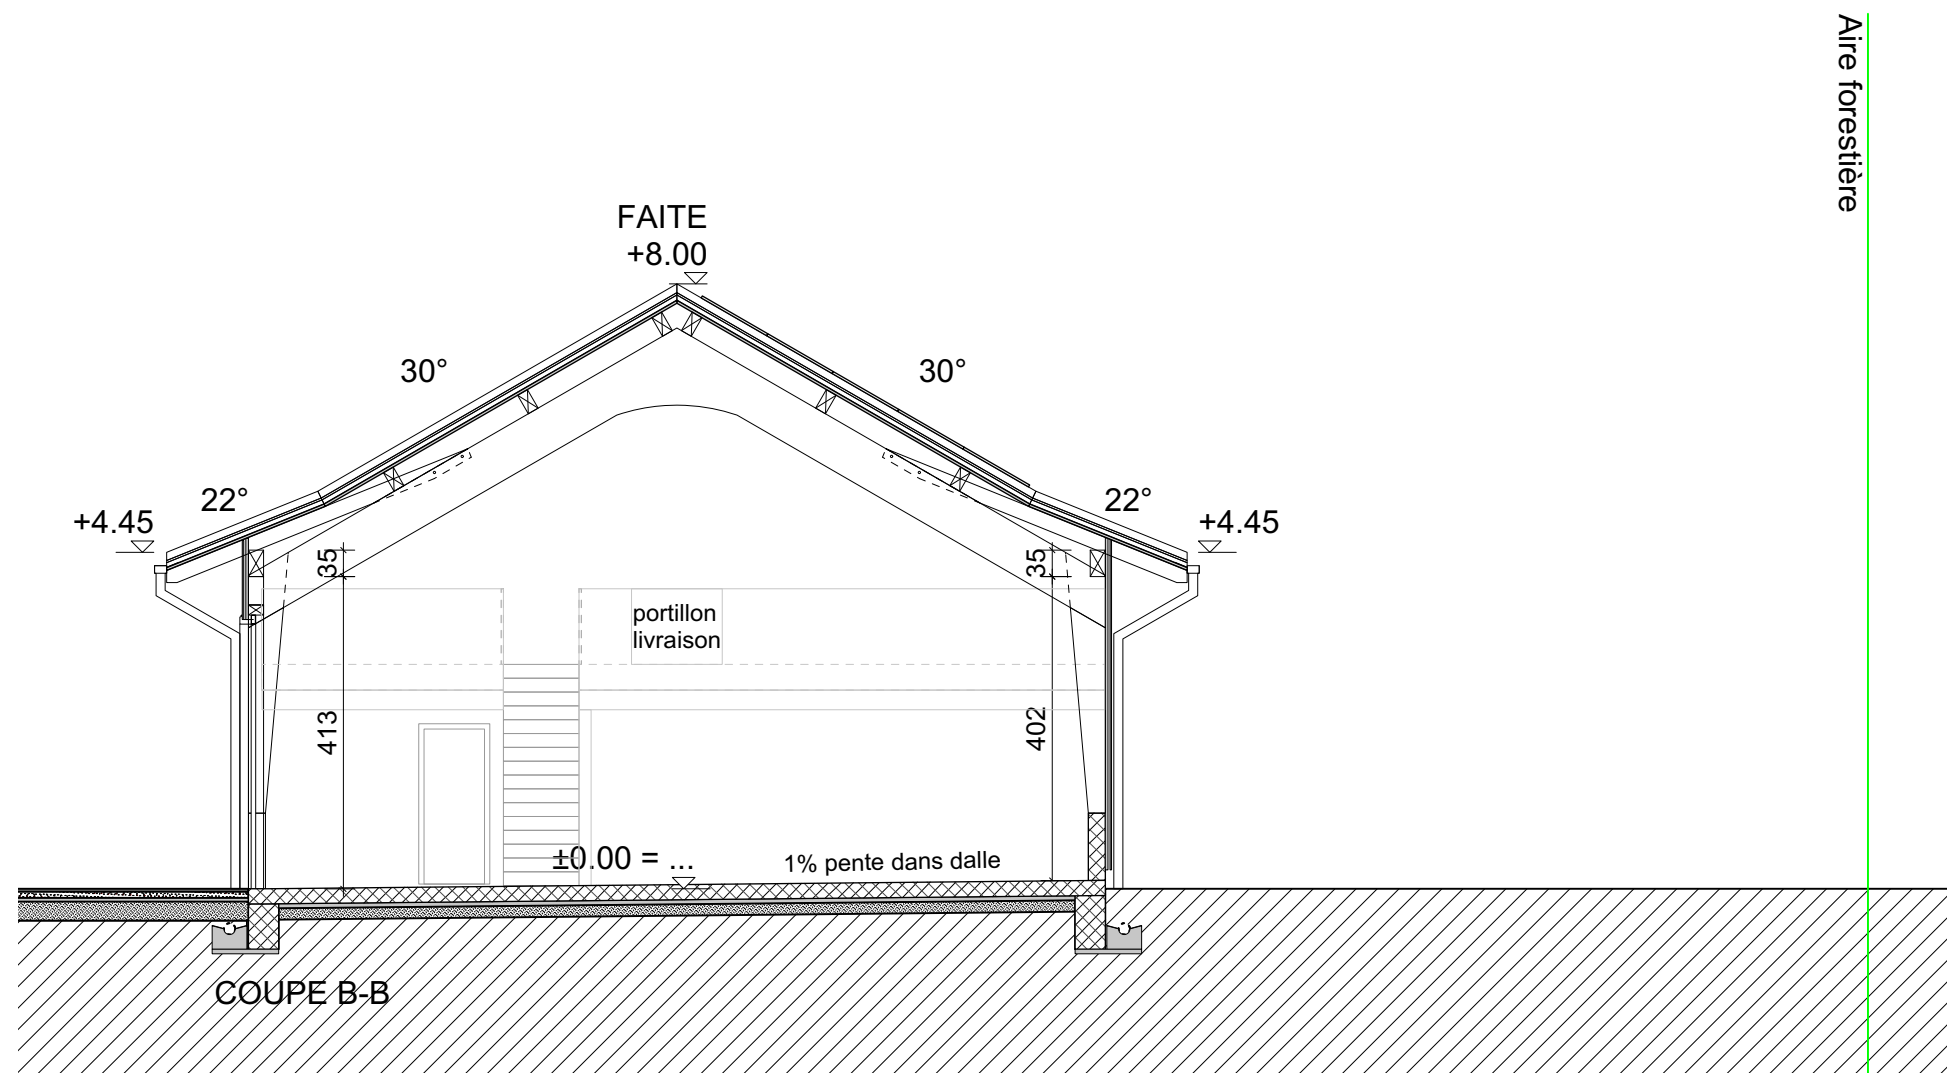 Aire forestière
FAITE
+8.00
30°
30°
22°
22°
+4.45
+4.45
35
35
portillon
livraison
413
402
±0.00 = ...
1% pente dans dalle
COUPE B-B